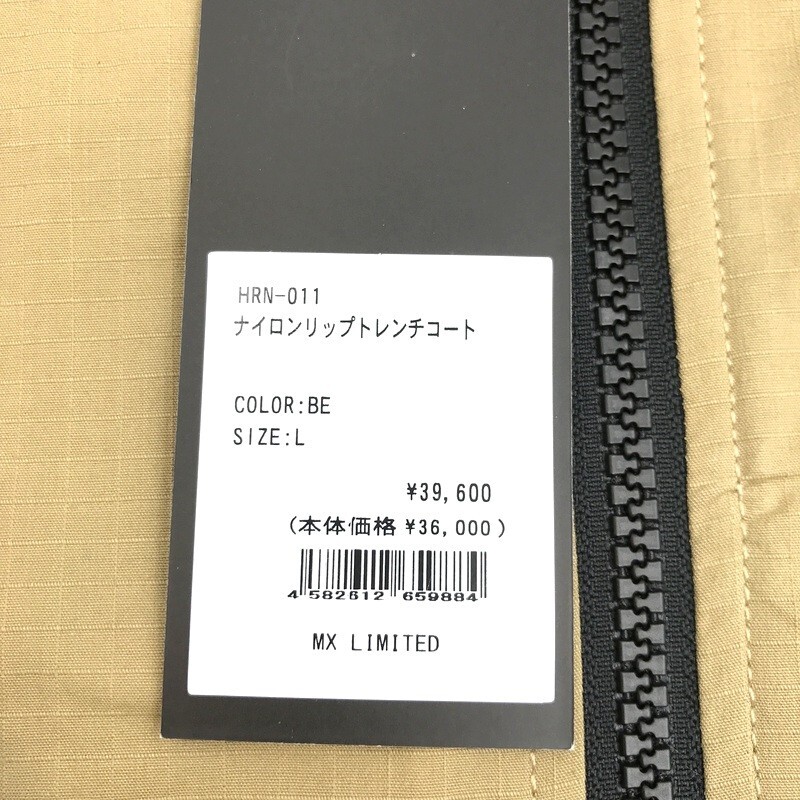 HRN-011
ナイロンリップトレンチコート
COLOR:BE
SIZE:L
¥39,600
(本体価格 ¥36,000)
4 582612 659884
MX LIMITED